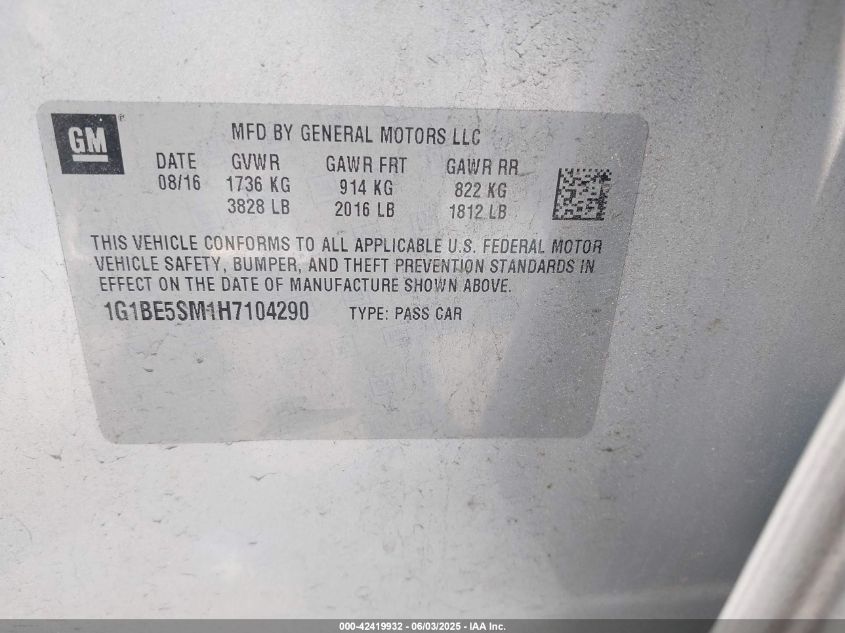 GM
MFD BY GENERAL MOTORS LLC
DATE GVWR GAWR FRT GAWR RR
08/16 1736 KG 914 KG 822 KG
3828 LB 2016 LB 1812 LB
THIS VEHICLE CONFORMS TO ALL APPLICABLE U.S. FEDERAL MOTOR
VEHICLE SAFETY, BUMPER, AND THEFT PREVENTION STANDARDS IN
EFFECT ON THE DATE OF MANUFACTURE SHOWN ABOVE.
1G1BE5SM1H7104290 TYPE: PASS CAR
000-42419932 - 06/03/2025 - IAA Inc.